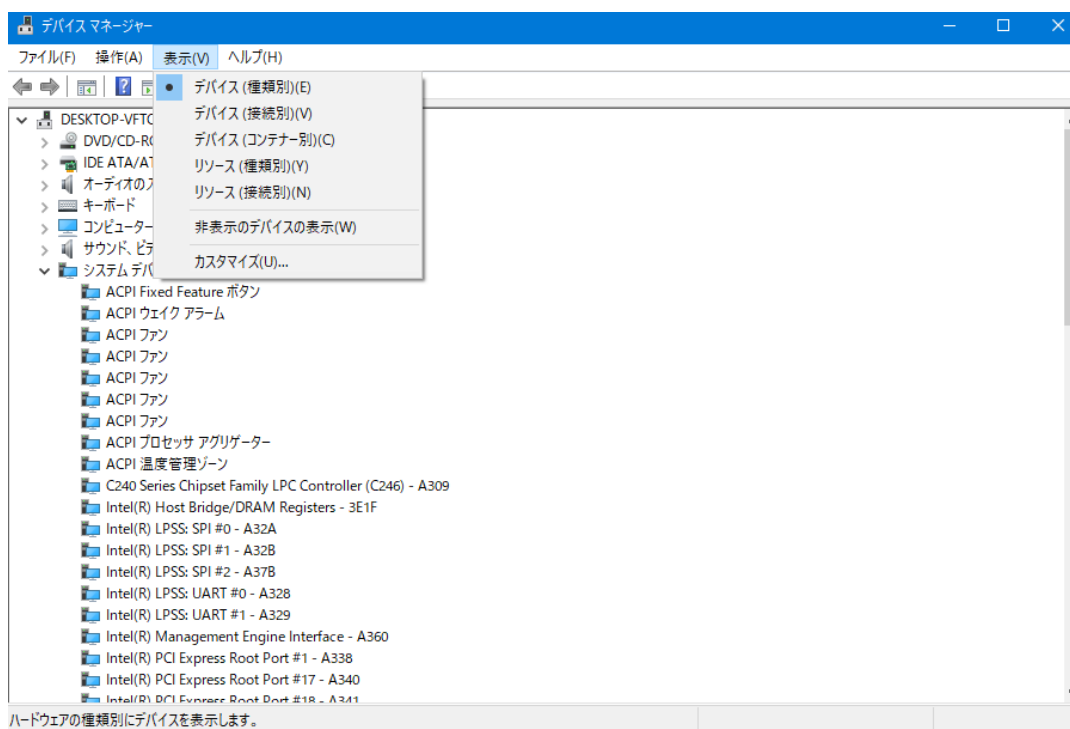 デバイス マネージャー
ファイル(F) 操作(A) 表示(V) ヘルプ(H)
デバイス (種類別)(E)
デバイス (接続別)(V)
デバイス (コンテナー別)(C)
リソース (種類別)(Y)
リソース (接続別)(N)
非表示のデバイスの表示(W)
カスタマイズ(U)...
DESKTOP-VFTC
DVD/CD-R
IDE ATA/AT
オーディオの
キーボード
コンピューター
サウンド、ビデ
システム デバ
ACPI Fixed Feature ボタン
ACPI ウェイク アラーム
ACPI ファン
ACPI ファン
ACPI ファン
ACPI ファン
ACPI ファン
ACPI プロセッサ アグリゲーター
ACPI 温度管理ゾーン
C240 Series Chipset Family LPC Controller (C246) - A309
Intel(R) Host Bridge/DRAM Registers - 3E1F
Intel(R) LPSS: SPI #0 - A32A
Intel(R) LPSS: SPI #1 - A32B
Intel(R) LPSS: SPI #2 - A37B
Intel(R) LPSS: UART #0 - A328
Intel(R) LPSS: UART #1 - A329
Intel(R) Management Engine Interface - A360
Intel(R) PCI Express Root Port #1 - A338
Intel(R) PCI Express Root Port #17 - A340
Intel(R) PCI Express Root Port #18 - A341
ハードウェアの種類別にデバイスを表示します。